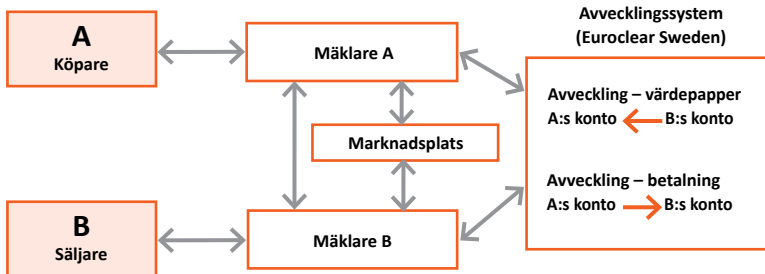 A
Köpare
Mäklare A
Marknadsplats
B
Säljare
Mäklare B
Avvecklingssystem
(Euroclear Sweden)
Avveckling – värdepapper
A:s konto B:s konto
Avveckling – betalning
A:s konto B:s konto